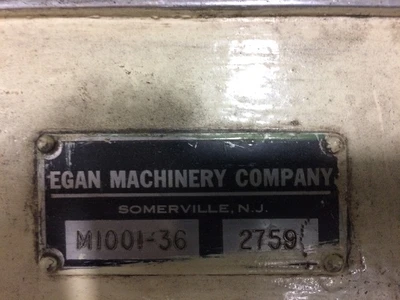 EGAN MACHINERY COMPANY
SOMERVILLE, N.J.
M1001-36 2759